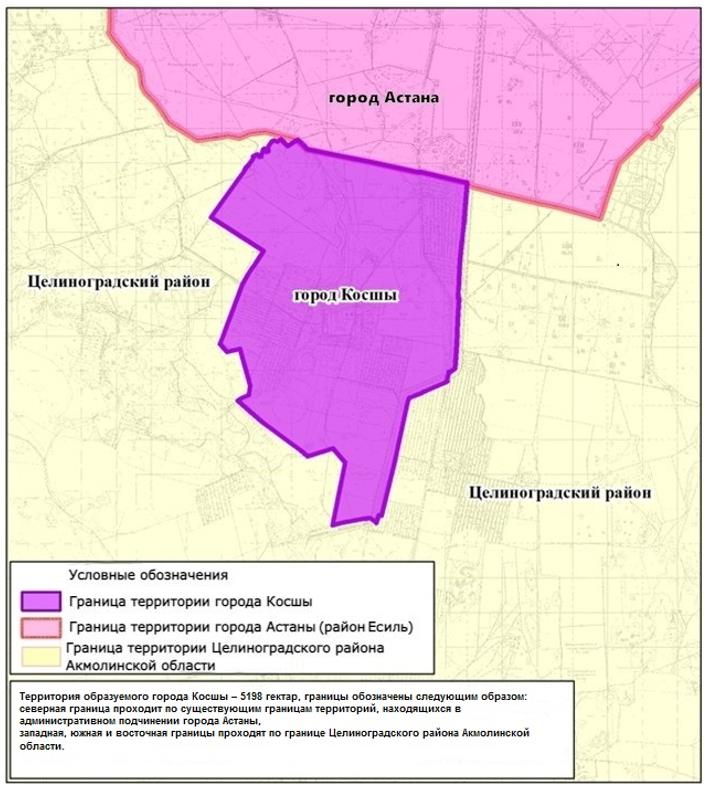 город Астана
Целиноградский район
город Косшы
Целиноградский район
Условные обозначения
Граница территории города Косшы
Граница территории города Астаны (район Есиль)
Граница территории Целиноградского района
Акмолинской области
Территория образуемого города Косшы – 5198 гектар, границы обозначены следующим образом:
северная граница проходит по существующим границам территорий, находящихся в
административном подчинении города Астаны,
западная, южная и восточная границы проходят по границе Целиноградского района Акмолинской
области.